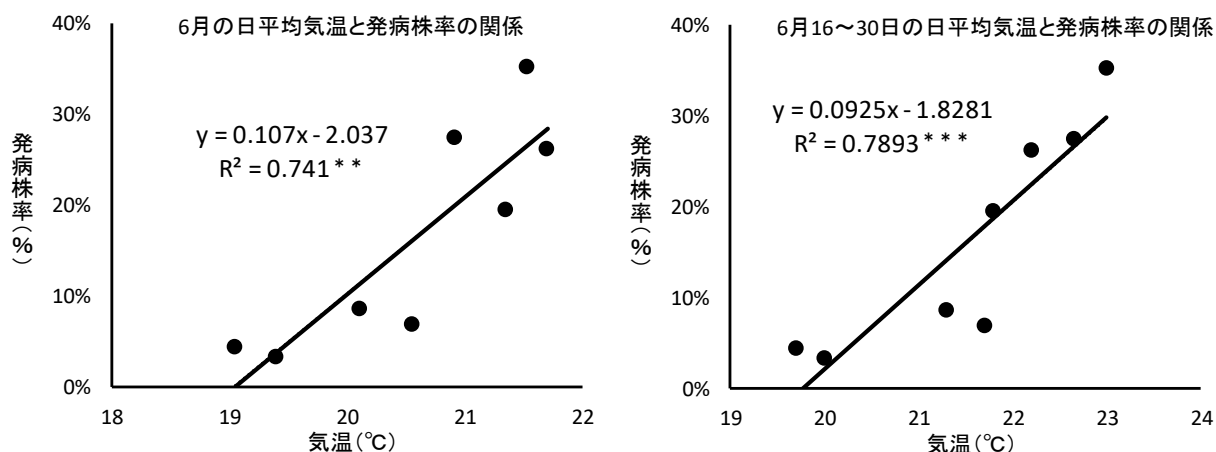 6月の日平均気温と発病株率の関係
40%
30%
20%
10%
0%
発病株率(%)
y = 0.107x - 2.037
R² = 0.741 * *
18
19
20
21
22
気温(℃)
6月16～30日の日平均気温と発病株率の関係
40%
30%
20%
10%
0%
発病株率(%)
y = 0.0925x - 1.8281
R² = 0.7893 * * *
19
20
21
22
23
24
気温(℃)